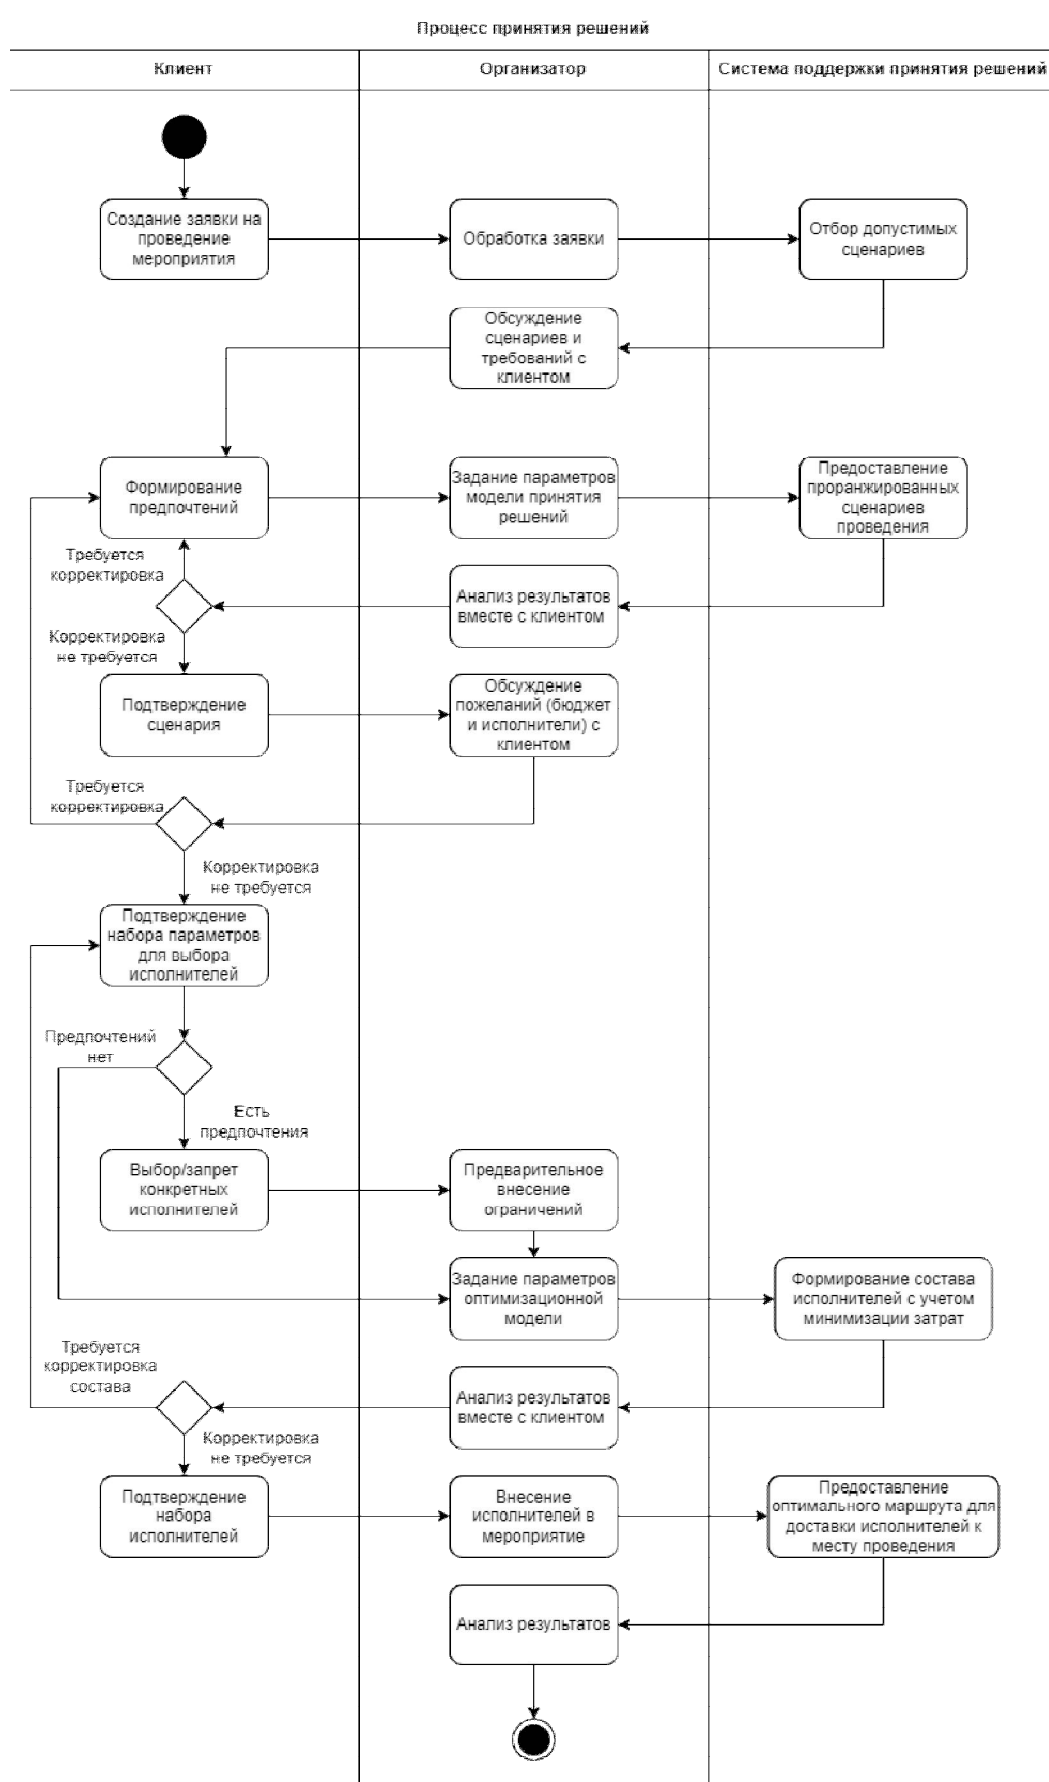 Процесс принятия решений
Клиент
Организатор
Система поддержки принятия решений
Создание заявки на
проведение
мероприятия
Обработка заявки
Отбор допустимых
сценариев
Обсуждение
сценариев и
требований с
клиентом
Формирование
предпочтений
Задание параметров
модели принятия
решений
Предоставление
проранжированных
сценариев
проведения
Требуется
корректировка
Анализ результатов
вместе с клиентом
Корректировка
не требуется
Подтверждение
сценария
Обсуждение
пожеланий (бюджет
и исполнители) с
клиентом
Требуется
корректировка
Корректировка
не требуется
Подтверждение
набора параметров
для выбора
исполнителей
Предпочтений
нет
Есть
предпочтения
Выбор/запрет
конкретных
исполнителей
Предварительное
внесение
ограничений
Задание параметров
оптимизационной
модели
Формирование состава
исполнителей с учетом
минимизации затрат
Требуется
корректировка
состава
Анализ результатов
вместе с клиентом
Корректировка
не требуется
Подтверждение
набора
исполнителей
Внесение
исполнителей в
мероприятие
Предоставление
оптимального маршрута для
доставки исполнителей к
месту проведения
Анализ результатов